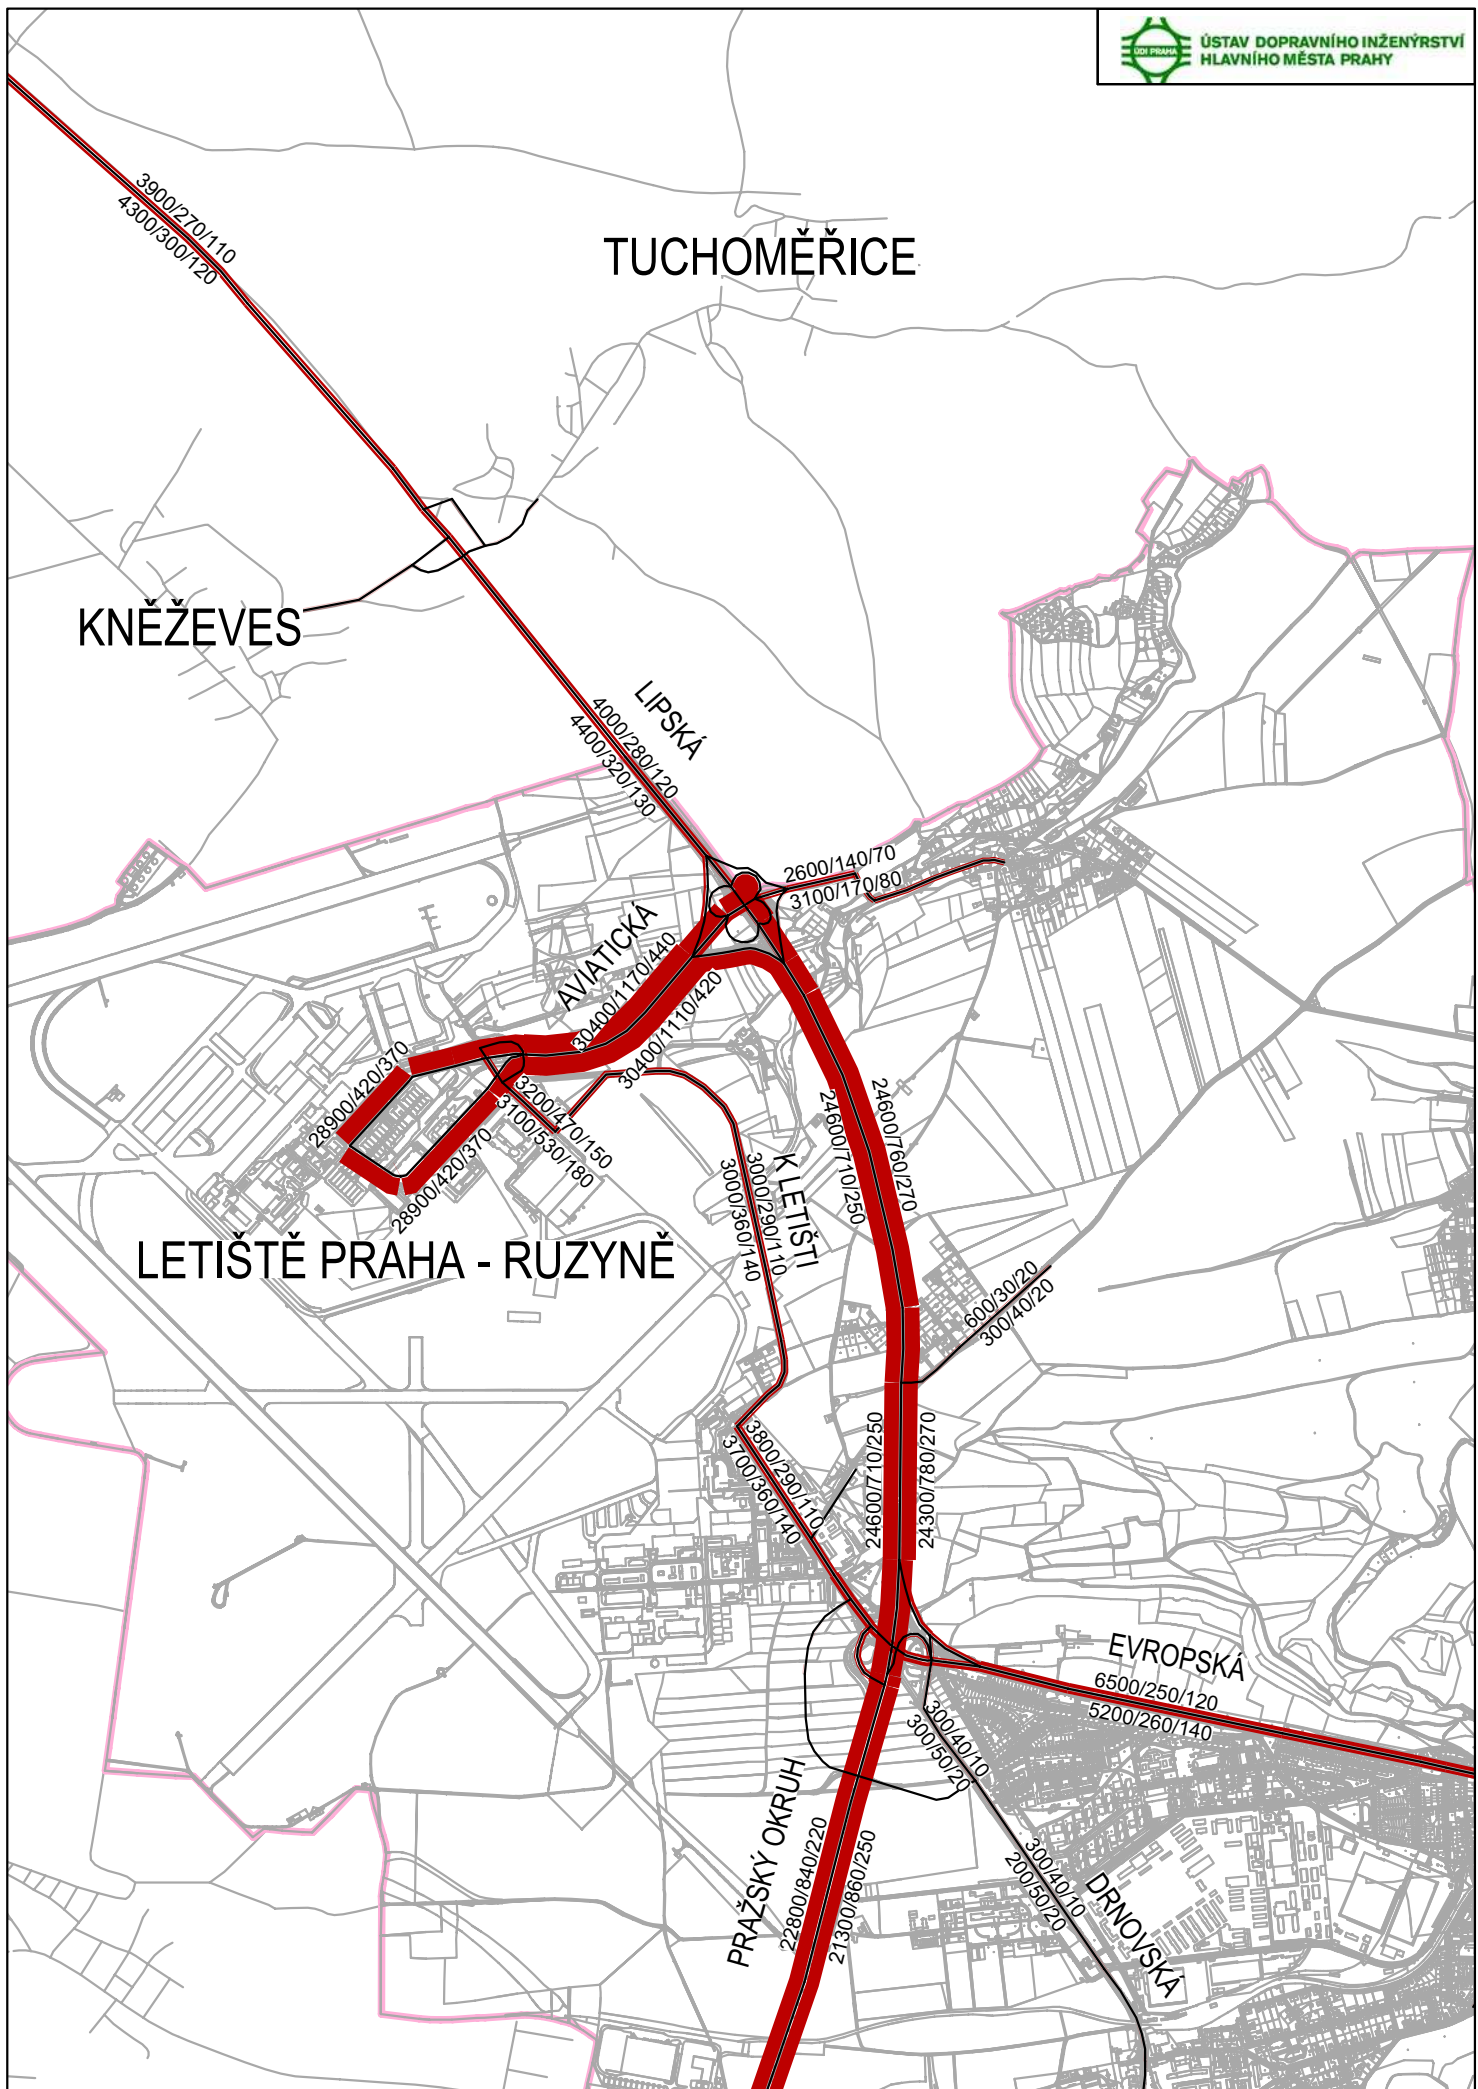 ÚDI PRAHA
ÚSTAV DOPRAVNÍHO INŽENÝRSTVÍ
HLAVNÍHO MĚSTA PRAHY
3900/270/110
4300/300/120
TUCHOMĚŘICE
KNĚŽEVES
LIPSKÁ
4000/280/120
4400/320/130
2600/140/70
3100/170/80
AVIATICKÁ
30400/1170/440
30400/1110/420
28900/420/370
28900/420/370
3200/470/150
3100/530/180
24600/760/270
24600/710/250
K LETIŠTI
3000/290/110
3000/360/140
LETIŠTĚ PRAHA - RUZYNĚ
600/30/20
300/40/20
3800/290/110
3700/360/140
24600/710/250
24300/780/270
EVROPSKÁ
6500/250/120
5200/260/140
300/40/10
300/50/20
PRAŽSKÝ OKRUH
22800/840/220
21300/860/250
300/40/10
200/50/20
DRNOVSKÁ